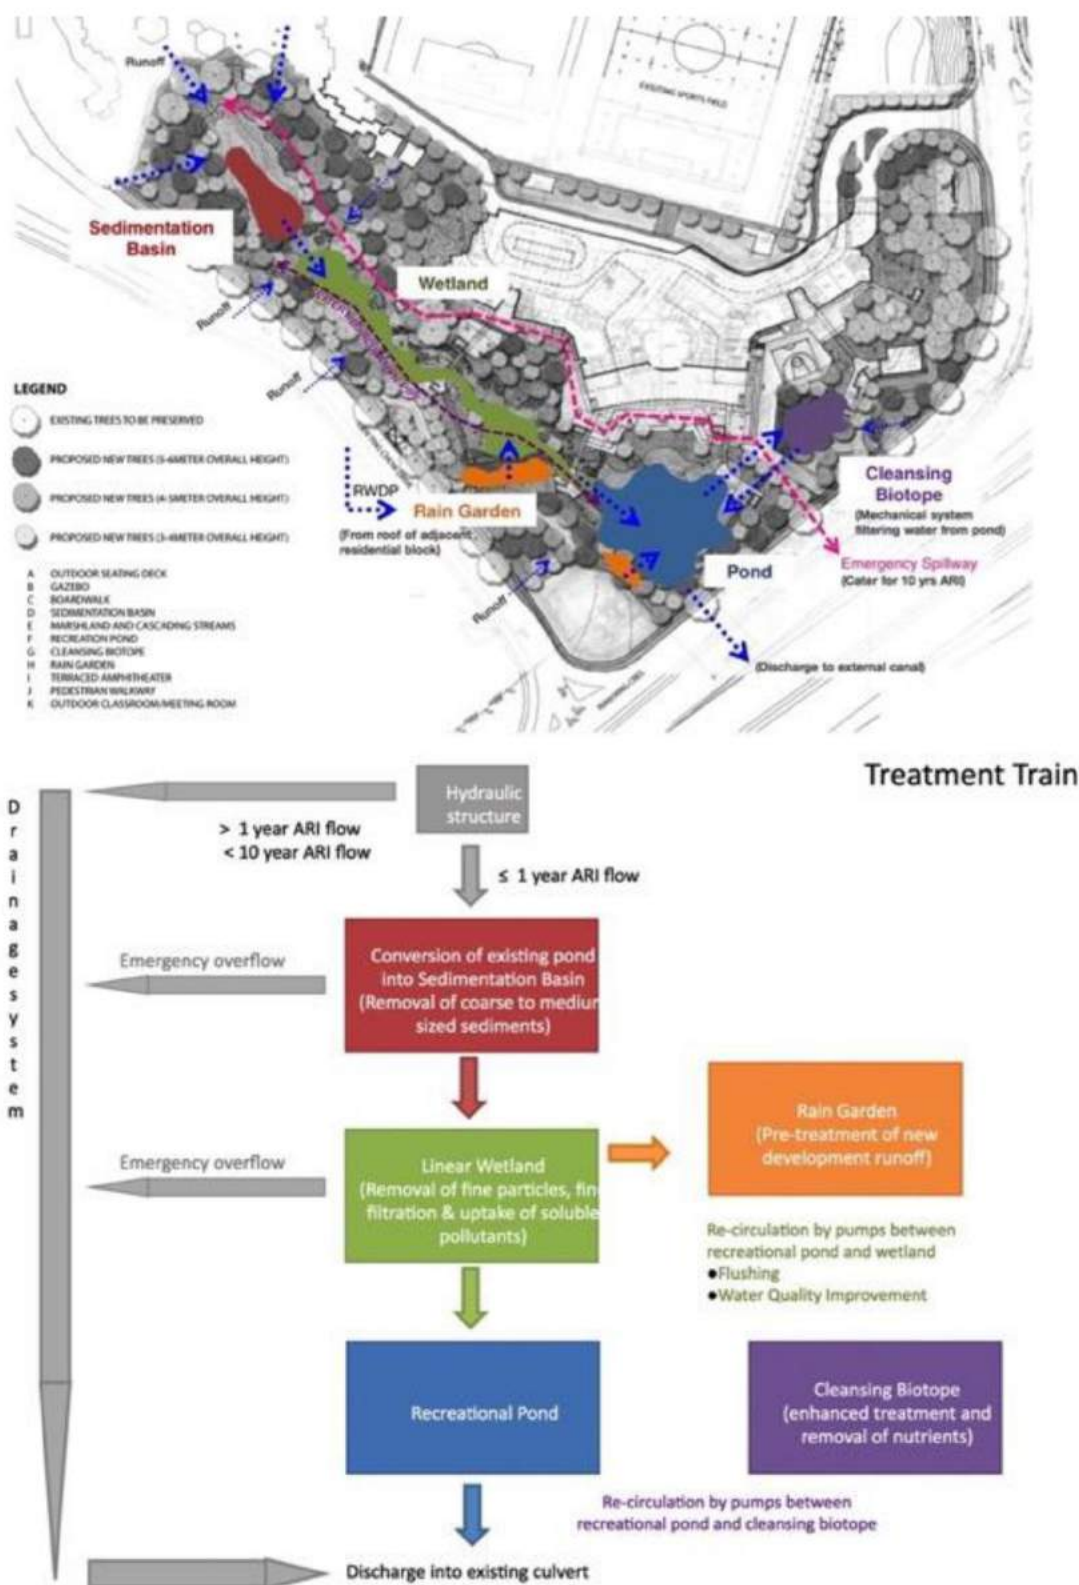 Runoff
EXISTING SPORTS FIELD
Sedimentation
Basin
Wetland
Runoff
Runoff
LEGEND
EXISTING TREES TO BE PRESERVED
PROPOSED NEW TREES (5-6METER OVERALL HEIGHT)
PROPOSED NEW TREES (4-5METER OVERALL HEIGHT)
PROPOSED NEW TREES (3-4METER OVERALL HEIGHT)
RWDP
Rain Garden
(From roof of adjacent
residential block)
Cleansing
Biotope
(Mechanical system
filtering water from pond)
Emergency Spillway
(Cater for 10 yrs ARI)
Pond
Runoff
(Discharge to external canal)
A OUTDOOR SEATING DECK
B GAZEBO
C BOARDWALK
D SEDIMENTATION BASIN
E MARSHLAND AND CASCADING STREAMS
F RECREATION POND
G CLEANSING BIOTOPE
H RAIN GARDEN
I TERRACED AMPHITHEATER
J PEDESTRIAN WALKWAY
K OUTDOOR CLASSROOM/MEETING ROOM
Treatment Train
Drainagesystem
Hydraulic
structure
> 1 year ARI flow
< 10 year ARI flow
≤ 1 year ARI flow
Emergency overflow
Conversion of existing pond
into Sedimentation Basin
(Removal of coarse to medium
sized sediments)
Emergency overflow
Linear Wetland
(Removal of fine particles, fin
filtration & uptake of soluble
pollutants)
Rain Garden
(Pre-treatment of new
development runoff)
Re-circulation by pumps between
recreational pond and wetland
●Flushing
●Water Quality Improvement
Recreational Pond
Cleansing Biotope
(enhanced treatment and
removal of nutrients)
Re-circulation by pumps between
recreational pond and cleansing biotope
Discharge into existing culvert